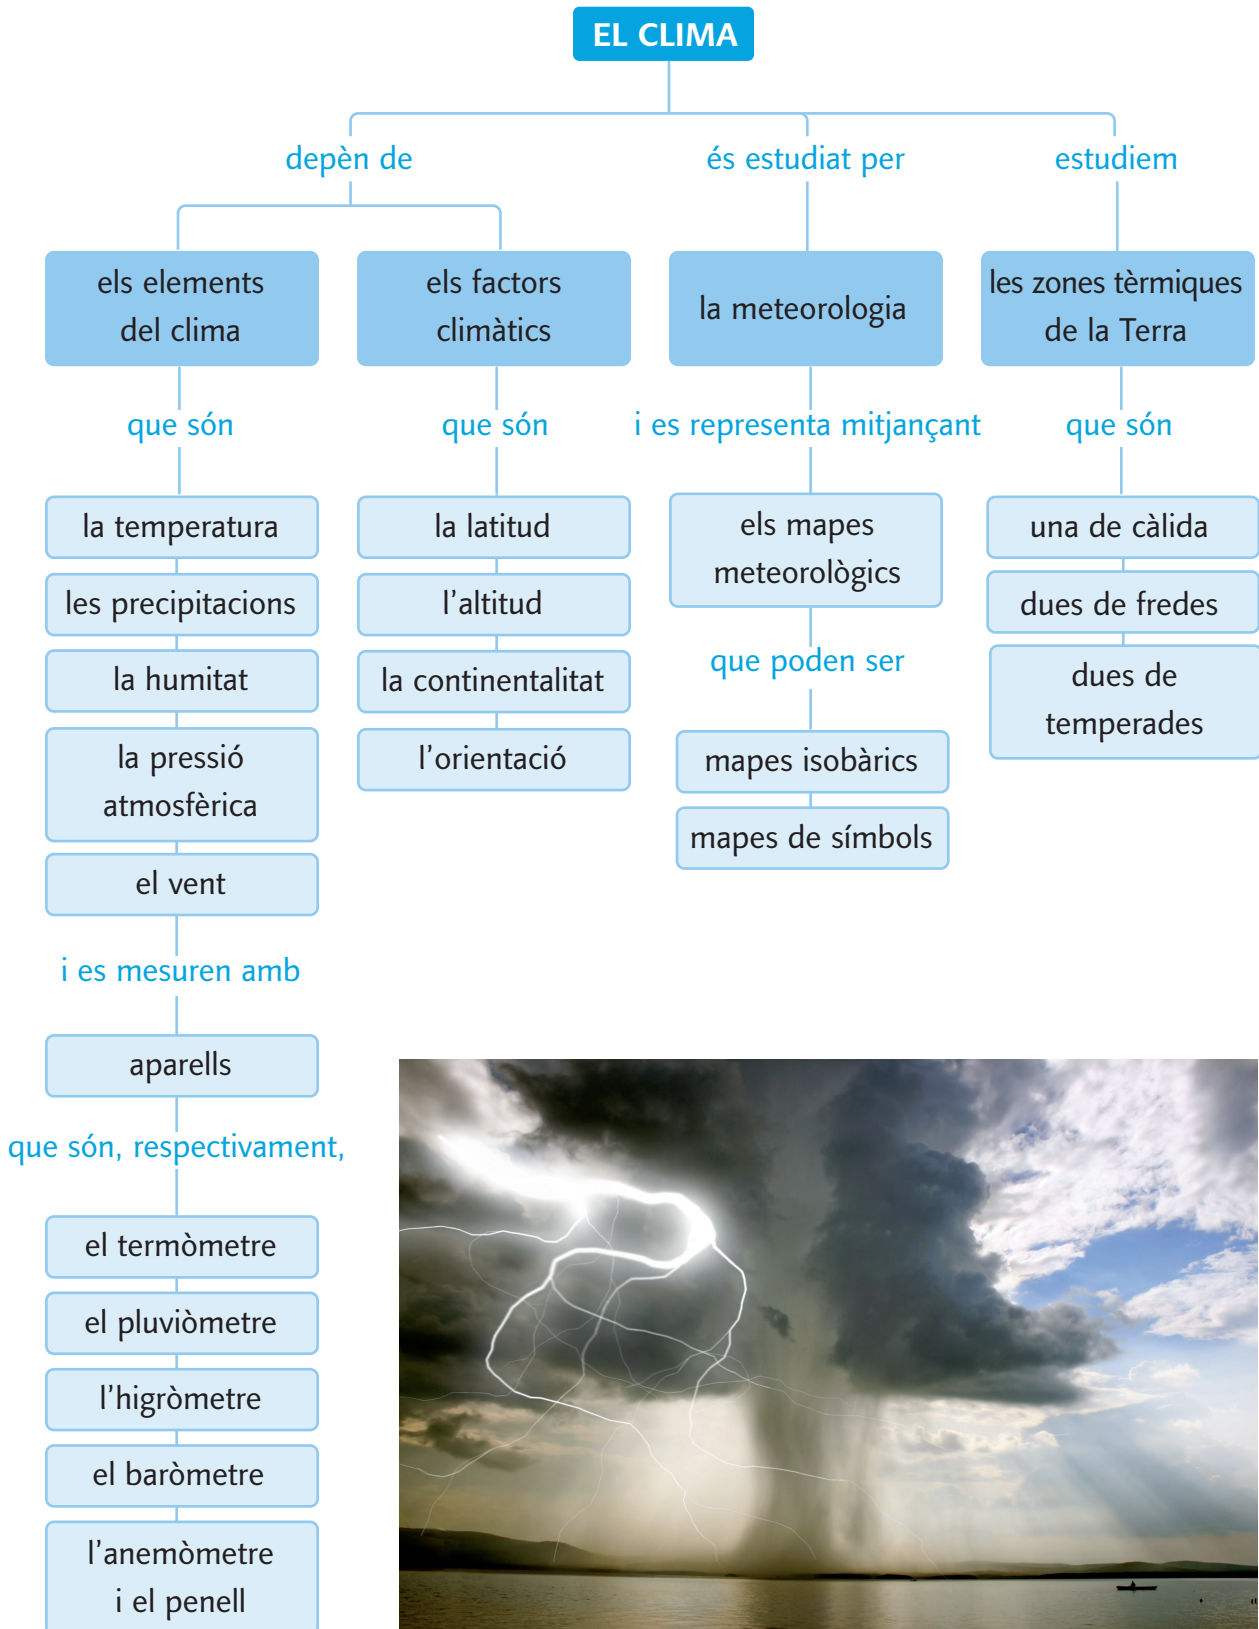 EL CLIMA
depèn de
els elements
del clima
que són
la temperatura
les precipitacions
la humitat
la pressió
atmosfèrica
el vent
i es mesuren amb
aparells
que són, respectivament,
el termòmetre
el pluviòmetre
l'higròmetre
el baròmetre
l'anemòmetre
i el penell
els factors
climàtics
que són
la latitud
l'altitud
la continentalitat
l'orientació
és estudiat per
la meteorologia
i es representa mitjançant
els mapes
meteorològics
que poden ser
mapes isobàrics
mapes de símbols
estudiem
les zones tèrmiques
de la Terra
que són
una de càlida
dues de fredes
dues de
temperades